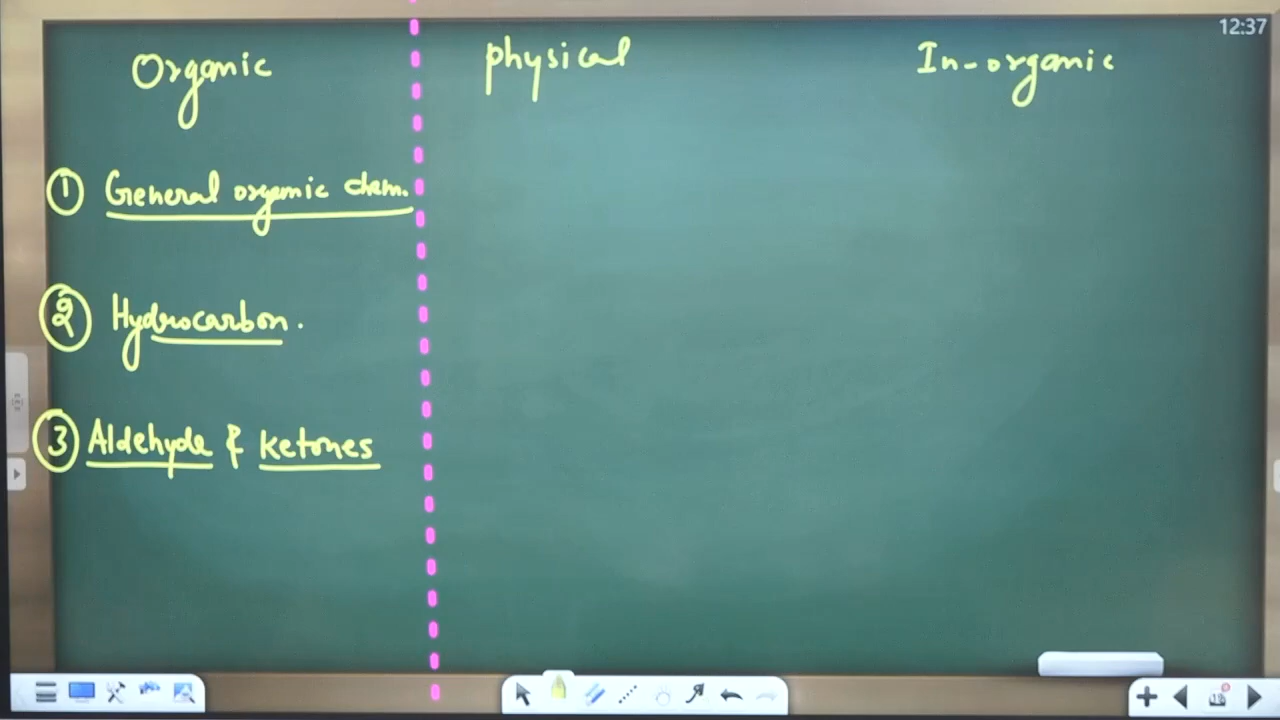 12:37
Organic physical In-organic
① General organic chem.
② Hydrocarbon.
③ Aldehyde & ketones